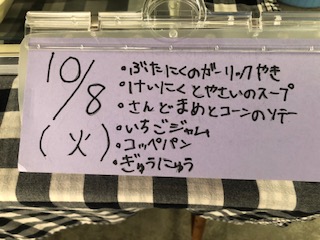 10/8
(火)
・ぶたにくのガーリックやき
・けいにくとやさいのスープ
・さんどまめとコーンのソテー
・いちごジャム
・コッペパン
・ぎゅうにゅう